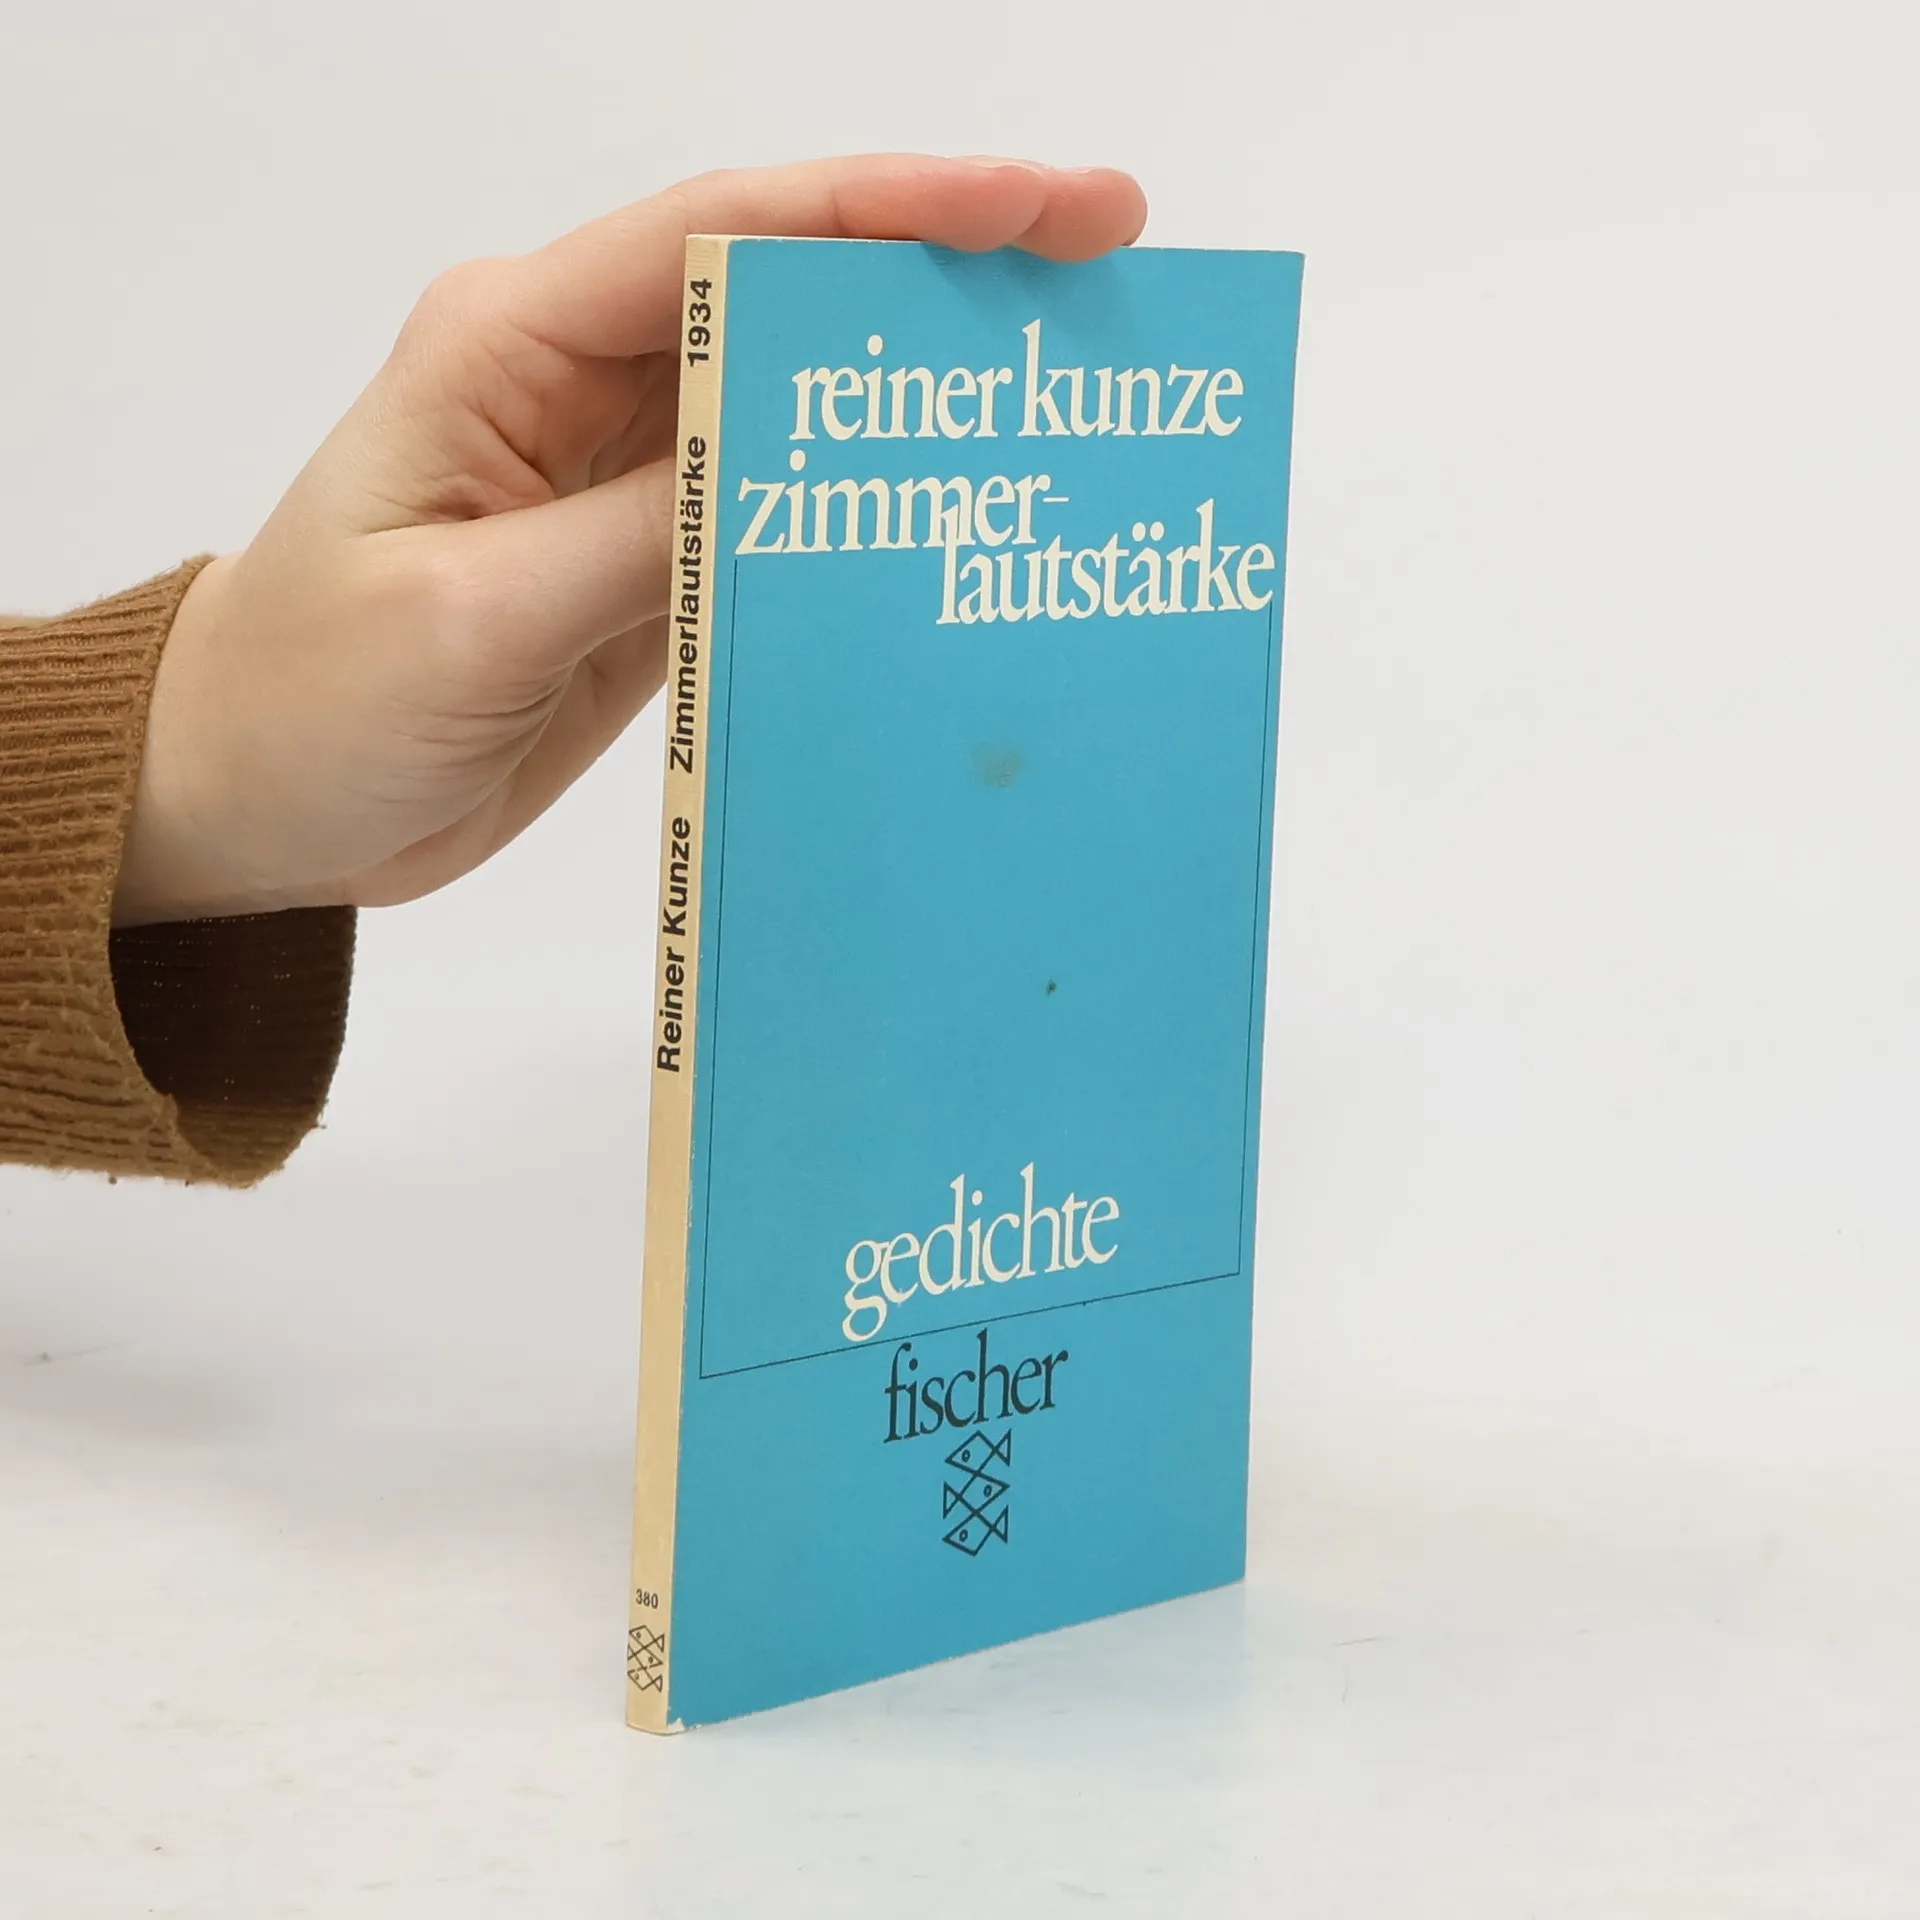 reiner kunze
zimmer-
lautstärke
gedichte
fischer
Reiner Kunze Zimmerlautstärke 1934
380